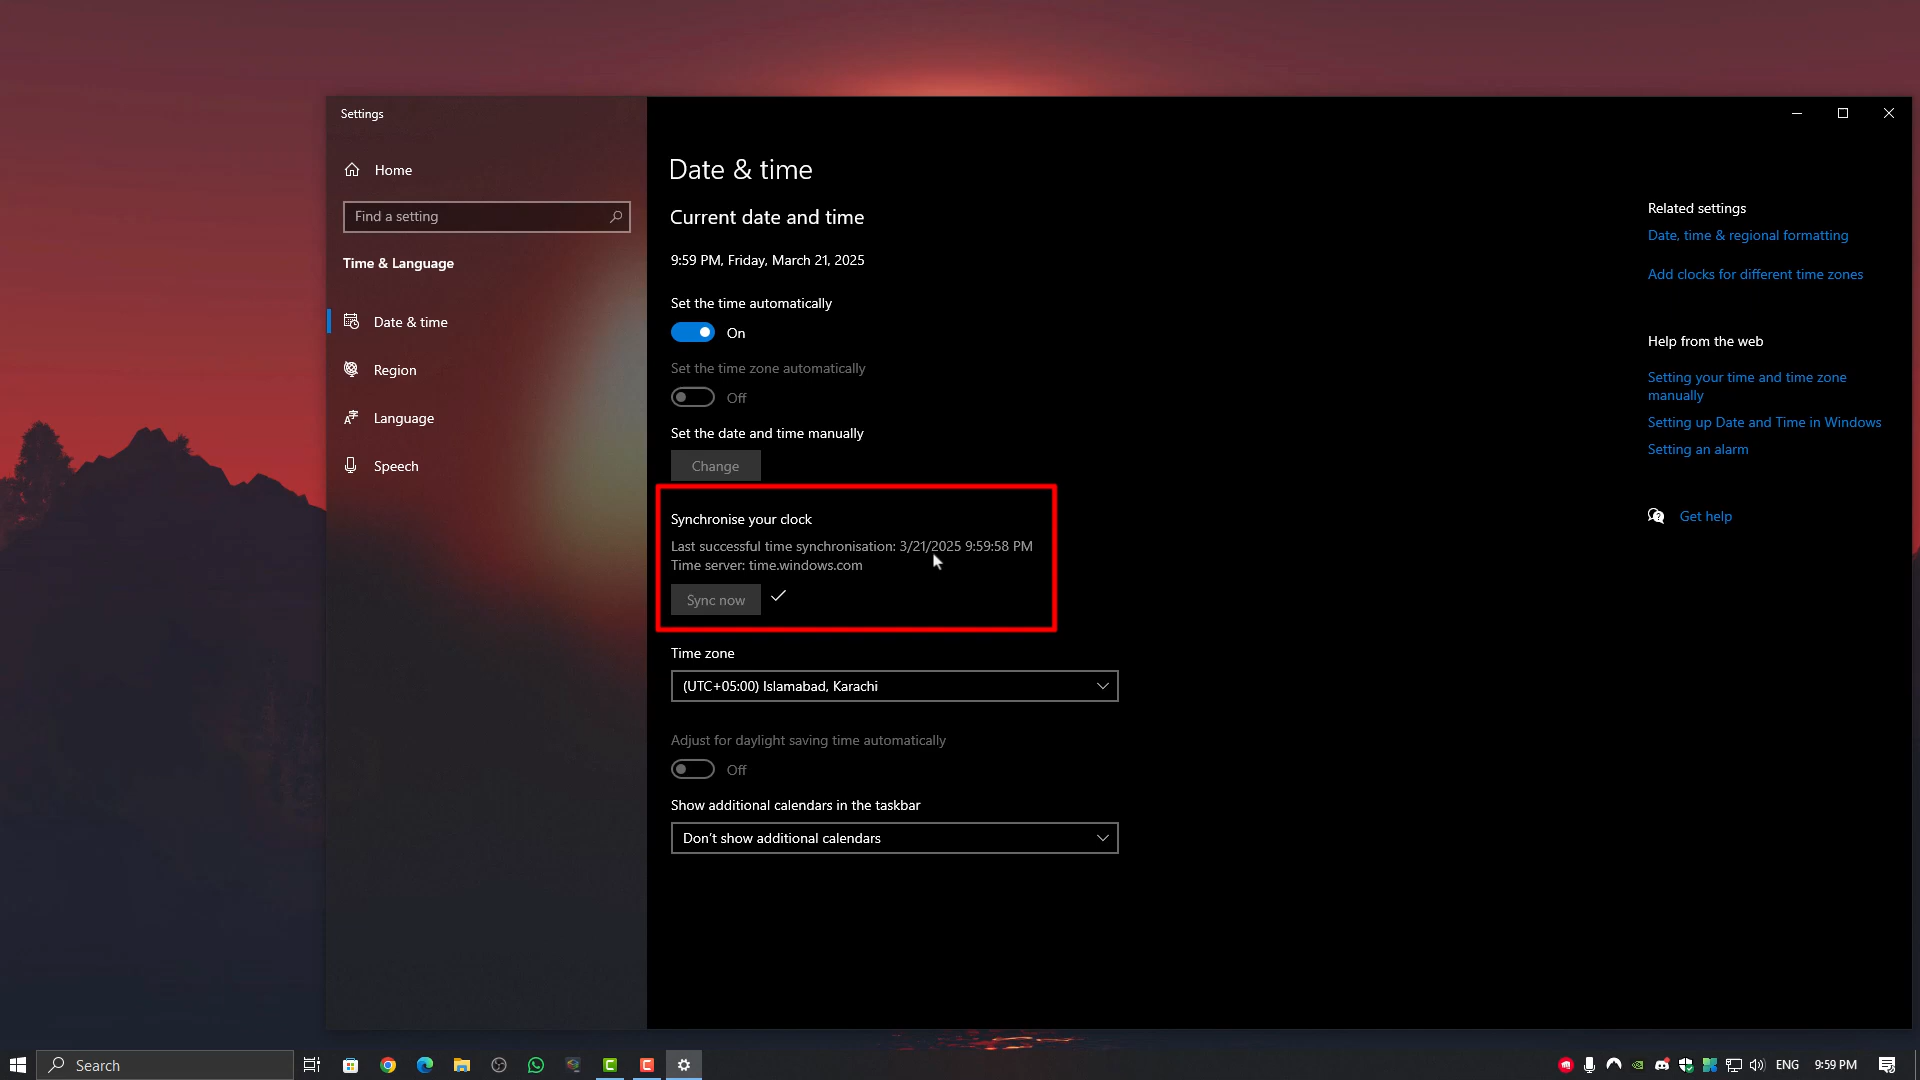 Settings
Home
Find a setting
Time & Language
Date & time
Region
Language
Speech
Date & time
Current date and time
9:59 PM, Friday, March 21, 2025
Set the time automatically
On
Set the time zone automatically
Off
Set the date and time manually
Change
Synchronise your clock
Last successful time synchronisation: 3/21/2025 9:59:58 PM
Time server: time.windows.com
Sync now
Time zone
(UTC+05:00) Islamabad, Karachi
Adjust for daylight saving time automatically
Off
Show additional calendars in the taskbar
Don't show additional calendars
Related settings
Date, time & regional formatting
Add clocks for different time zones
Help from the web
Setting your time and time zone
manually
Setting up Date and Time in Windows
Setting an alarm
Get help
Search
ENG
9:59 PM